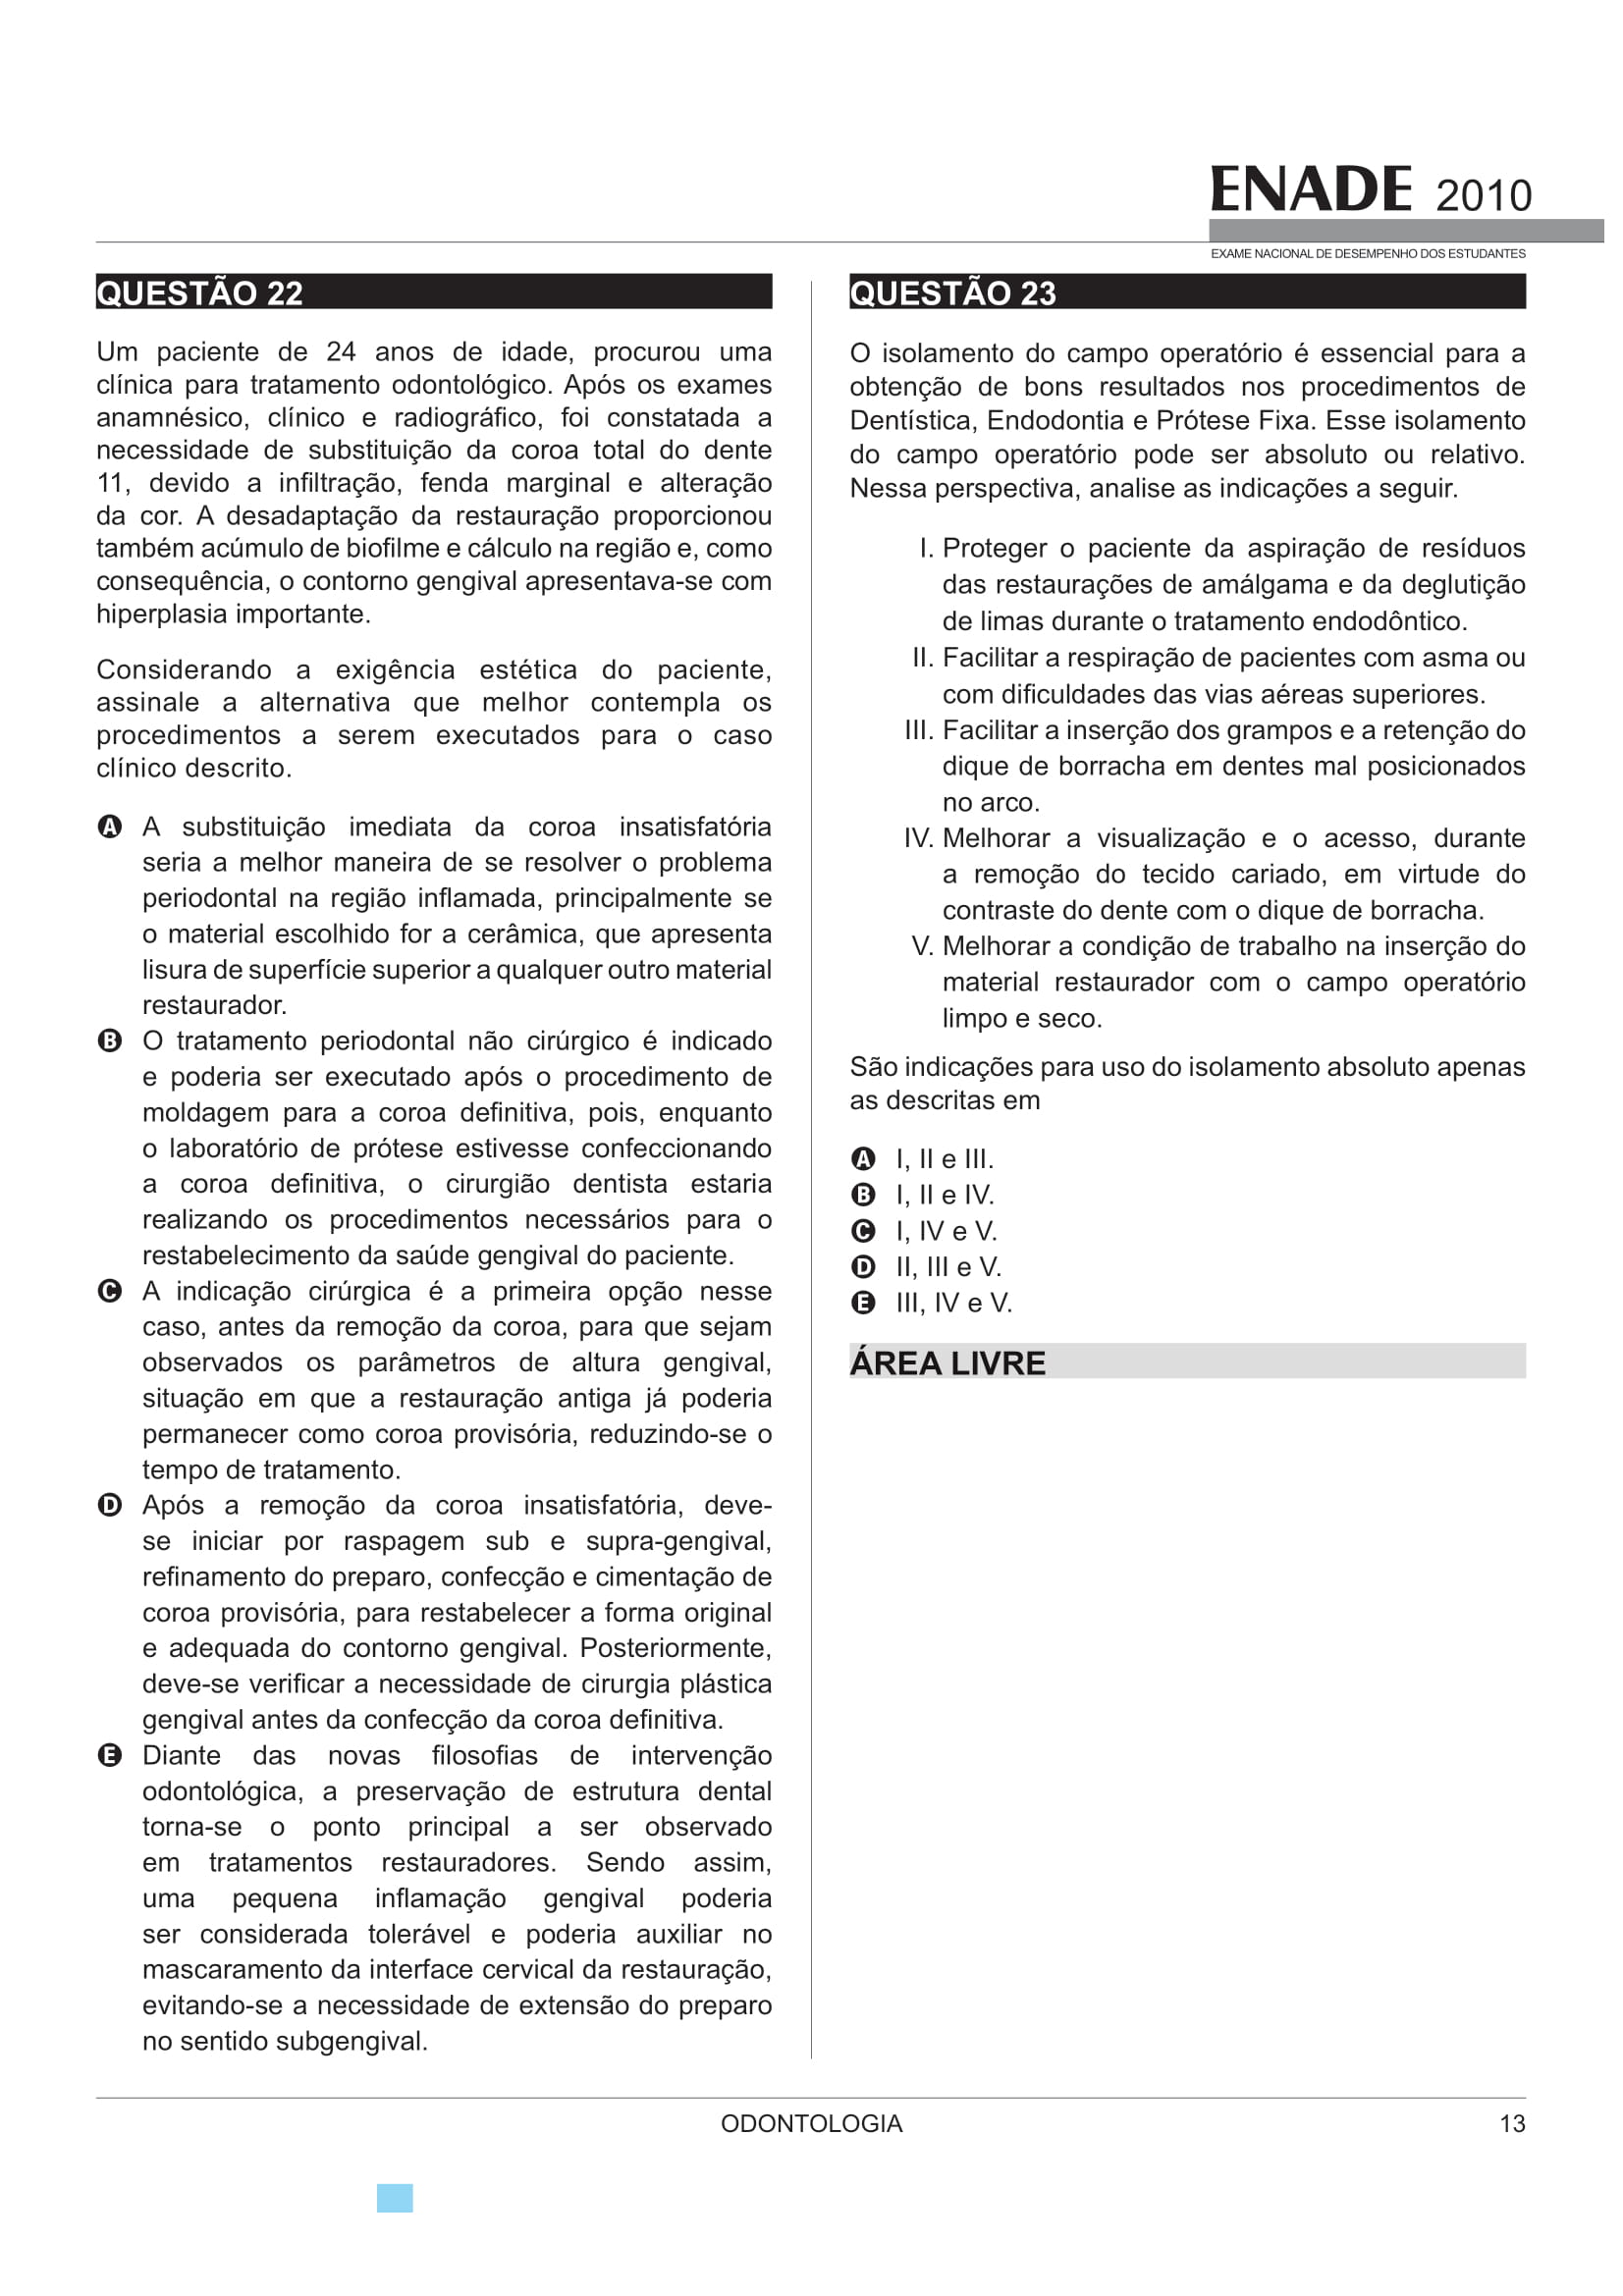 ENADE 2010
EXAME NACIONAL DE DESEMPENHO DOS ESTUDANTES
QUESTÃO 22
Um paciente de 24 anos de idade, procurou uma
clínica para tratamento odontológico. Após os exames
anamnésico, clínico e radiográfico, foi constatada a
necessidade de substituição da coroa total do dente
11, devido a infiltração, fenda marginal e alteração
da cor. A desadaptação da restauração proporcionou
também acúmulo de biofilme e cálculo na região e, como
consequência, o contorno gengival apresentava-se com
hiperplasia importante.
Considerando a exigência estética do paciente,
assinale a alternativa que melhor contempla os
procedimentos a serem executados para o caso
clínico descrito.
A A substituição imediata da coroa insatisfatória
seria a melhor maneira de se resolver o problema
periodontal na região inflamada, principalmente se
o material escolhido for a cerâmica, que apresenta
lisura de superfície superior a qualquer outro material
restaurador.
B O tratamento periodontal não cirúrgico é indicado
e poderia ser executado após o procedimento de
moldagem para a coroa definitiva, pois, enquanto
o laboratório de prótese estivesse confeccionando
a coroa definitiva, o cirurgião dentista estaria
realizando os procedimentos necessários para o
restabelecimento da saúde gengival do paciente.
C A indicação cirúrgica é a primeira opção nesse
caso, antes da remoção da coroa, para que sejam
observados os parâmetros de altura gengival,
situação em que a restauração antiga já poderia
permanecer como coroa provisória, reduzindo-se o
tempo de tratamento.
D Após a remoção da coroa insatisfatória, deve-
se iniciar por raspagem sub e supra-gengival,
refinamento do preparo, confecção e cimentação de
coroa provisória, para restabelecer a forma original
e adequada do contorno gengival. Posteriormente,
deve-se verificar a necessidade de cirurgia plástica
gengival antes da confecção da coroa definitiva.
E Diante das novas filosofias de intervenção
odontológica, a preservação de estrutura dental
torna-se o ponto principal a ser observado
em tratamentos restauradores. Sendo assim,
uma pequena inflamação gengival poderia
ser considerada tolerável e poderia auxiliar no
mascaramento da interface cervical da restauração,
evitando-se a necessidade de extensão do preparo
no sentido subgengival.
QUESTÃO 23
O isolamento do campo operatório é essencial para a
obtenção de bons resultados nos procedimentos de
Dentística, Endodontia e Prótese Fixa. Esse isolamento
do campo operatório pode ser absoluto ou relativo.
Nessa perspectiva, analise as indicações a seguir.
I. Proteger o paciente da aspiração de resíduos
das restaurações de amálgama e da deglutição
de limas durante o tratamento endodôntico.
II. Facilitar a respiração de pacientes com asma ou
com dificuldades das vias aéreas superiores.
III. Facilitar a inserção dos grampos e a retenção do
dique de borracha em dentes mal posicionados
no arco.
IV. Melhorar a visualização e o acesso, durante
a remoção do tecido cariado, em virtude do
contraste do dente com o dique de borracha.
V. Melhorar a condição de trabalho na inserção do
material restaurador com o campo operatório
limpo e seco.
São indicações para uso do isolamento absoluto apenas
as descritas em
A I, II e III.
B I, II e IV.
C I, IV e V.
D II, III e V.
E III, IV e V.
ÁREA LIVRE
ODONTOLOGIA
13